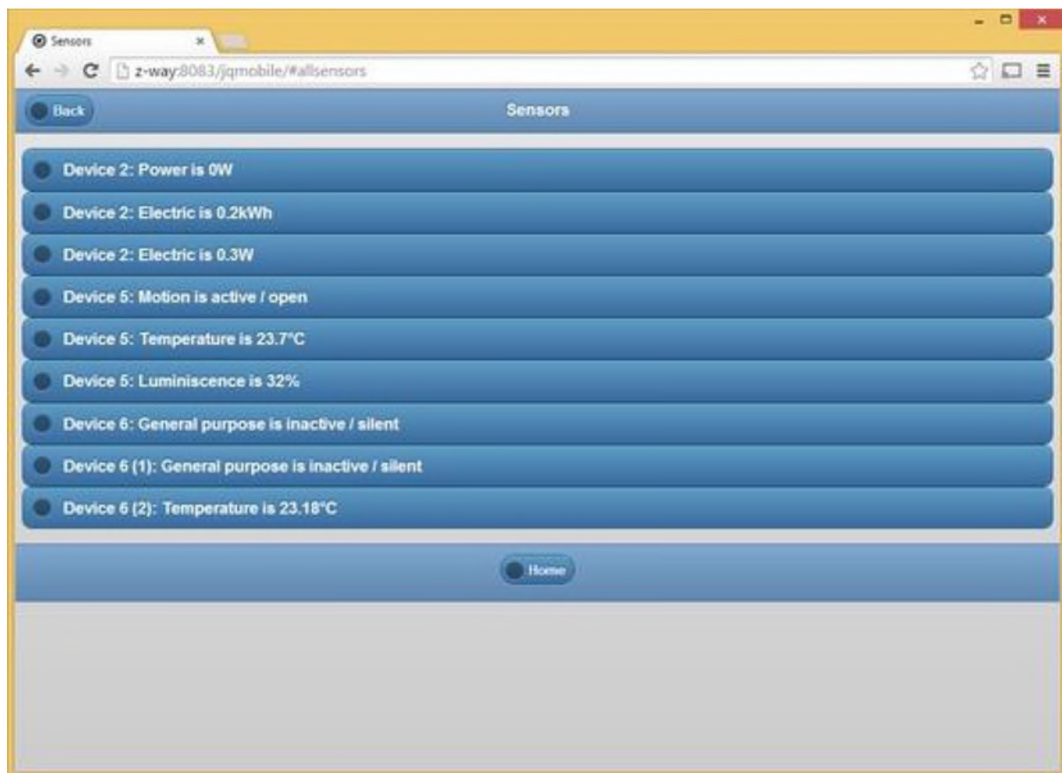 Sensors
z-way:8083/jqmobile/#allsensors
Back
Sensors
Device 2: Power is 0W
Device 2: Electric is 0.2kWh
Device 2: Electric is 0.3W
Device 5: Motion is active / open
Device 5: Temperature is 23.7°C
Device 5: Luminiscence is 32%
Device 6: General purpose is inactive / silent
Device 6 (1): General purpose is inactive / silent
Device 6 (2): Temperature is 23.18°C
Home